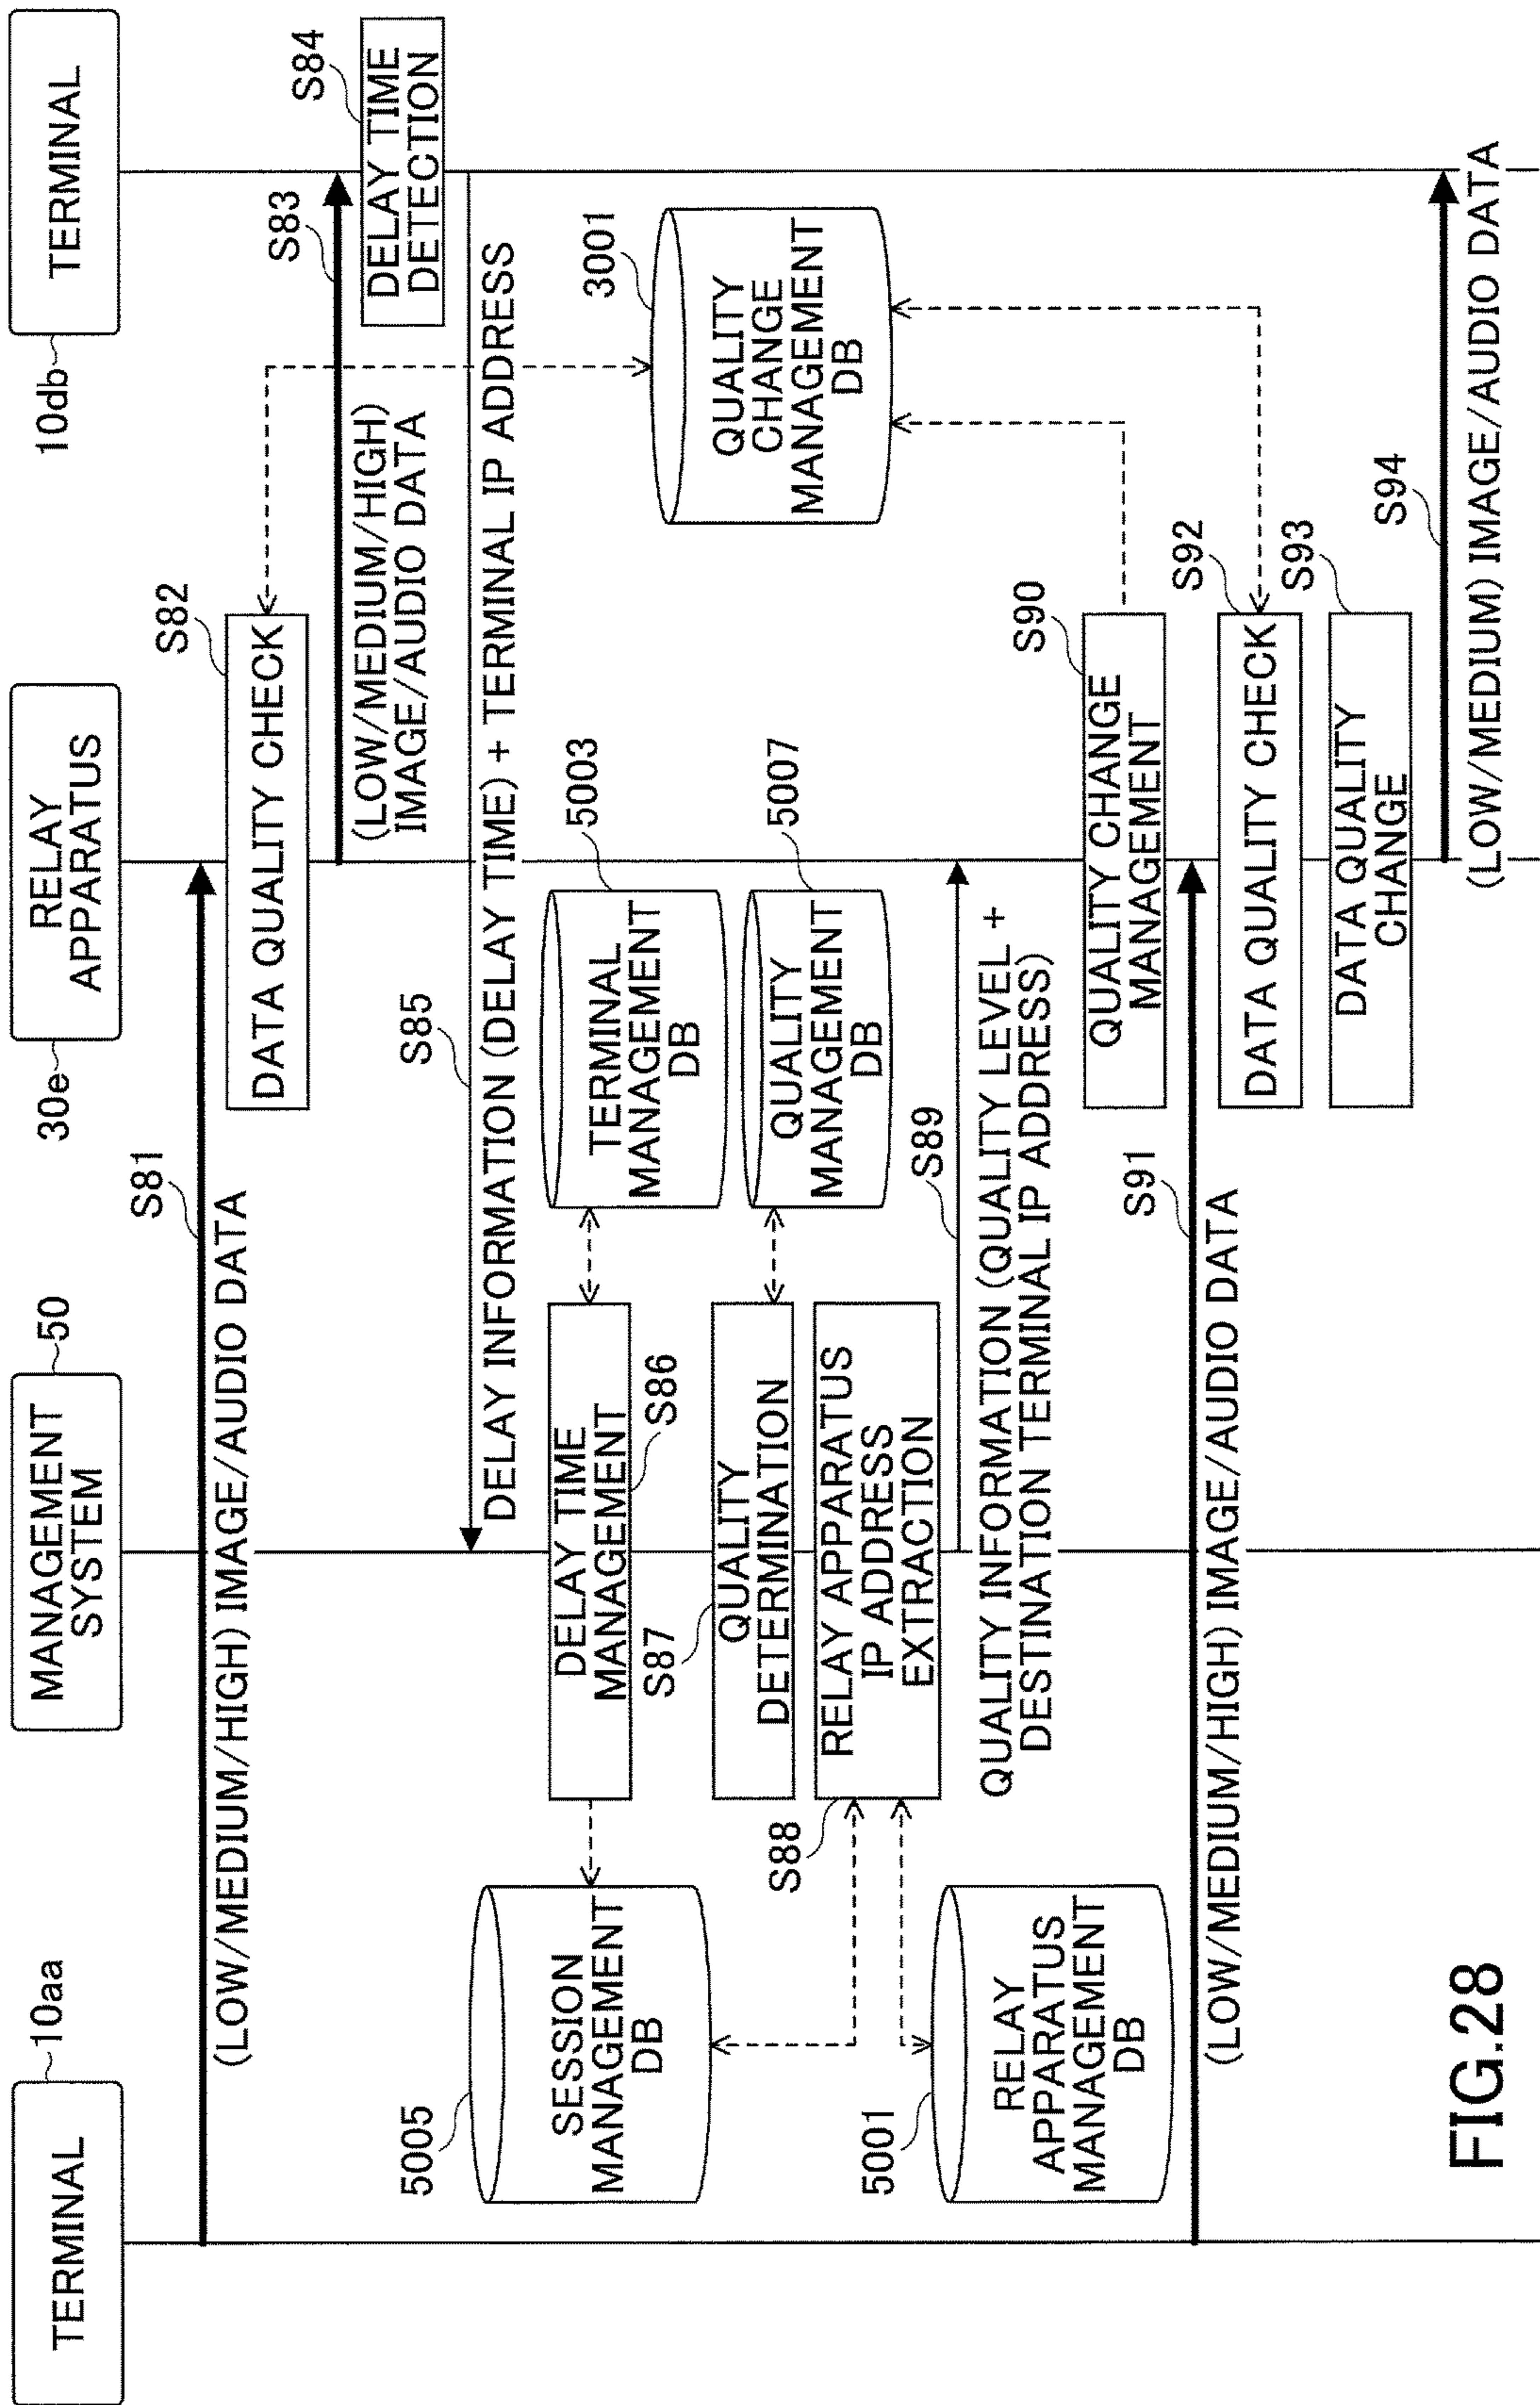 TERMINAL
10aa
MANAGEMENT
SYSTEM
50
RELAY
APPARATUS
30e
TERMINAL
10db
S81
(LOW/MEDIUM/HIGH) IMAGE/AUDIO DATA
S82
DATA QUALITY CHECK
S83
(LOW/MEDIUM/HIGH)
IMAGE/AUDIO DATA
S84
DELAY TIME
DETECTION
S85
DELAY INFORMATION (DELAY TIME) + TERMINAL IP ADDRESS
5005
SESSION
MANAGEMENT
DB
DELAY TIME
MANAGEMENT
S86
5003
TERMINAL
MANAGEMENT
DB
3001
QUALITY
CHANGE
MANAGEMENT
DB
S87
QUALITY
DETERMINATION
5007
QUALITY
MANAGEMENT
DB
S88
RELAY APPARATUS
IP ADDRESS
EXTRACTION
5001
RELAY
APPARATUS
MANAGEMENT
DB
S89
QUALITY INFORMATION (QUALITY LEVEL +
DESTINATION TERMINAL IP ADDRESS)
S90
QUALITY CHANGE
MANAGEMENT
S91
(LOW/MEDIUM/HIGH) IMAGE/AUDIO DATA
S92
DATA QUALITY CHECK
S93
DATA QUALITY
CHANGE
S94
(LOW/MEDIUM) IMAGE/AUDIO DATA
FIG.28